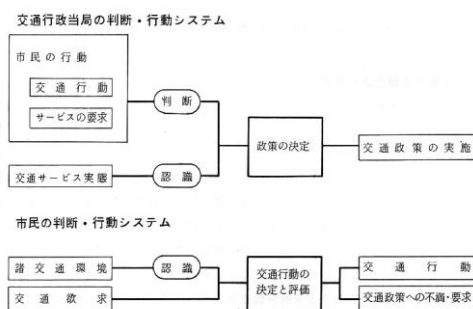 交通行政当局の判断・行動システム
市民の行動
交通行動
サービスの要求
判断
交通サービス実態
認識
政策の決定
交通政策の実施
市民の判断・行動システム
諸交通環境
認識
交通欲求
交通行動の
決定と評価
交通行動
交通政策への不満・要求